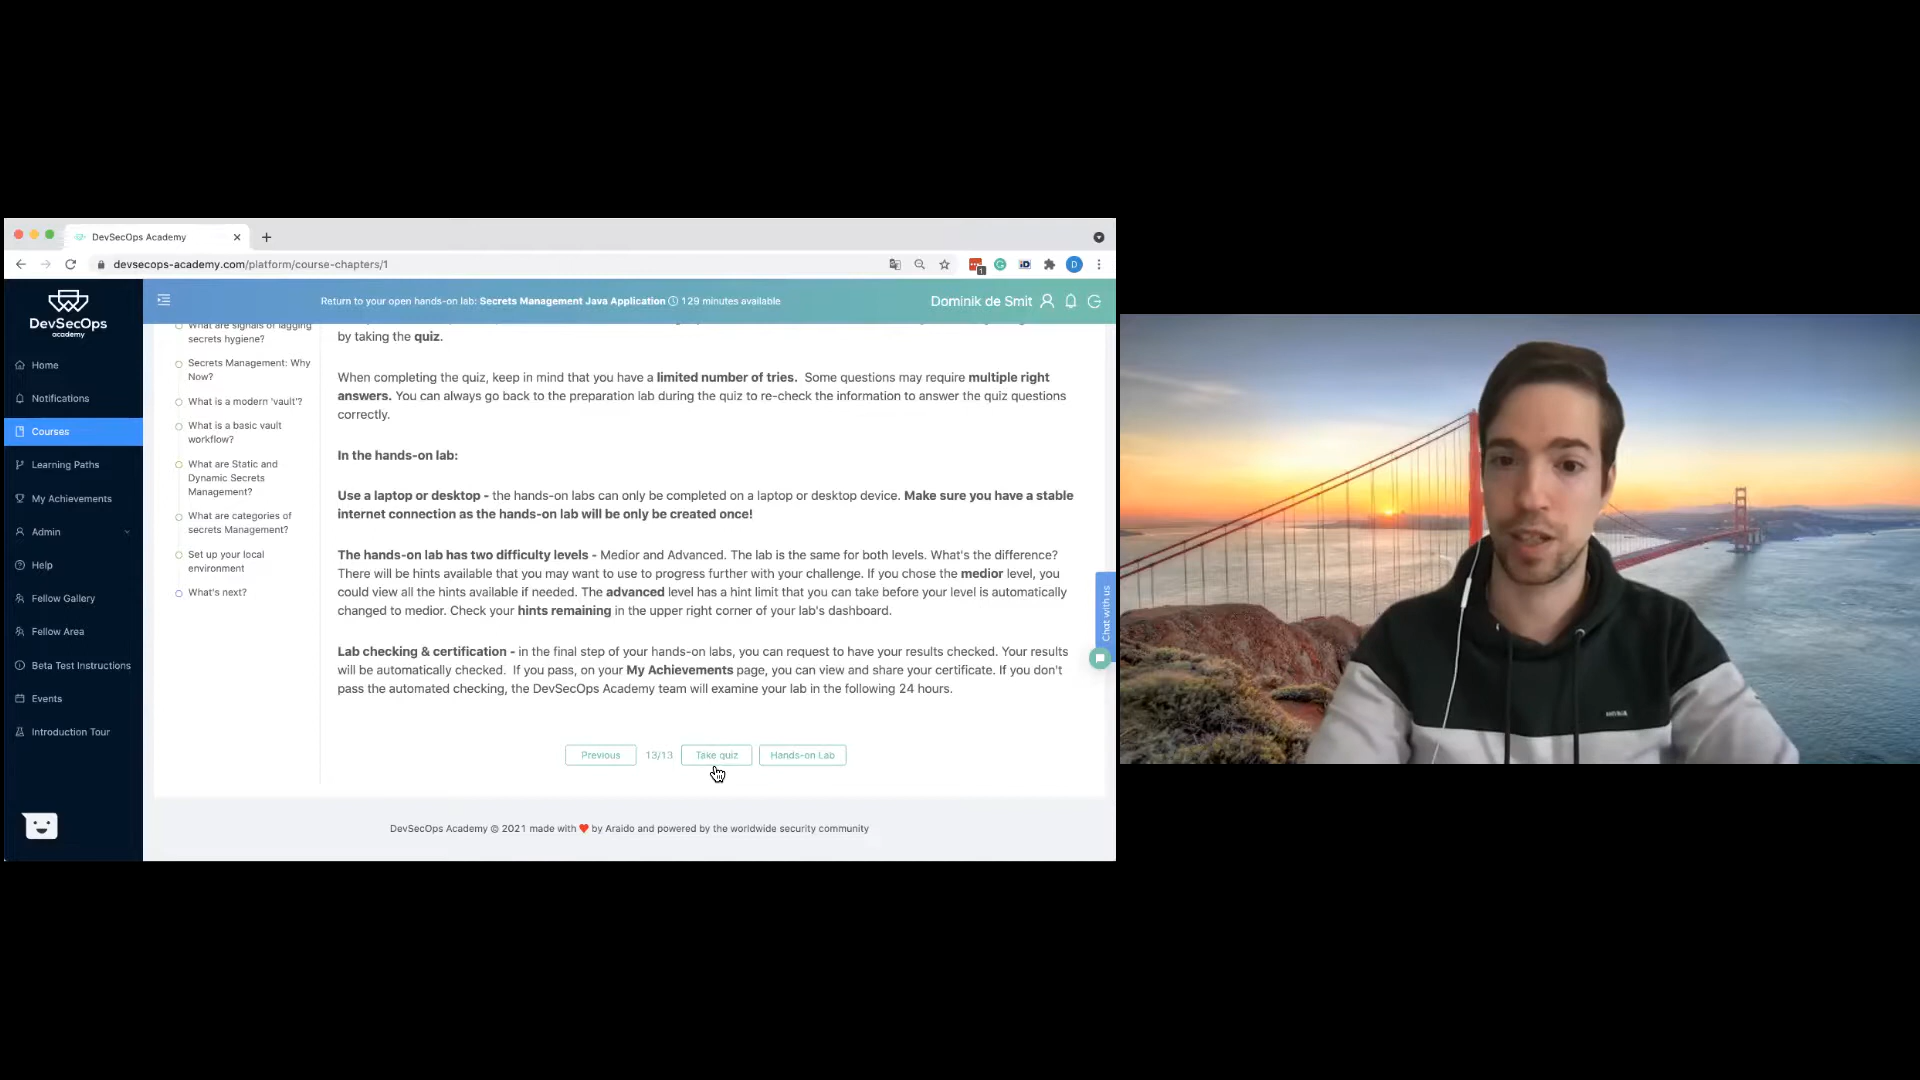 DevSecOps Academy
devsecops-academy.com/platform/course-chapters/1
1
D
DevSecOps
academy
Return to your open hands-on lab: Secrets Management Java Application 129 minutes available
Dominik de Smit
Home
Notifications
Courses
Learning Paths
My Achievements
Admin
Help
Fellow Gallery
Fellow Area
Beta Test Instructions
Events
Introduction Tour
What are signals of lagging
secrets hygiene?
Secrets Management: Why
Now?
What is a modern 'vault'?
What is a basic vault
workflow?
What are Static and
Dynamic Secrets
Management?
What are categories of
secrets Management?
Set up your local
environment
What's next?
by taking the quiz.
When completing the quiz, keep in mind that you have a limited number of tries. Some questions may require multiple right
answers. You can always go back to the preparation lab during the quiz to re-check the information to answer the quiz questions
correctly.
In the hands-on lab:
Use a laptop or desktop - the hands-on labs can only be completed on a laptop or desktop device. Make sure you have a stable
internet connection as the hands-on lab will be only be created once!
The hands-on lab has two difficulty levels - Medior and Advanced. The lab is the same for both levels. What's the difference?
There will be hints available that you may want to use to progress further with your challenge. If you chose the medior level, you
could view all the hints available if needed. The advanced level has a hint limit that you can take before your level is automatically
changed to medior. Check your hints remaining in the upper right corner of your lab's dashboard.
Lab checking & certification - in the final step of your hands-on labs, you can request to have your results checked. Your results
will be automatically checked. If you pass, on your My Achievements page, you can view and share your certificate. If you don't
pass the automated checking, the DevSecOps Academy team will examine your lab in the following 24 hours.
Previous 13/13 Take quiz Hands-on Lab
Chat with us
DevSecOps Academy © 2021 made with ❤ by Araido and powered by the worldwide security community